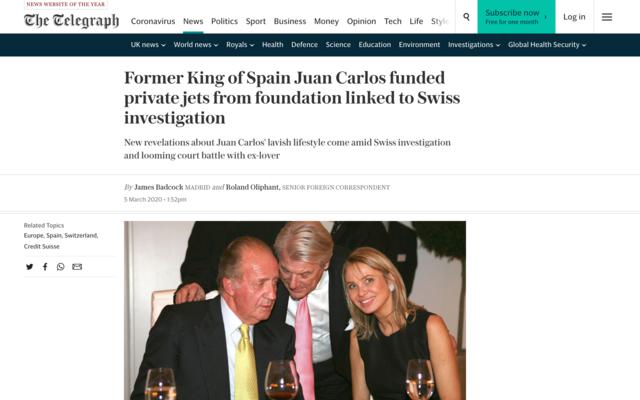 NEWS WEBSITE OF THE YEAR
The Telegraph
Coronavirus News Politics Sport Business Money Opinion Tech Life Style
Subscribe now
Free for one month
Log in
UK news World news Royals Health Defence Science Education Environment Investigations Global Health Security
Former King of Spain Juan Carlos funded
private jets from foundation linked to Swiss
investigation
New revelations about Juan Carlos' lavish lifestyle come amid Swiss investigation
and looming court battle with ex-lover
By James Badcock MADRID and Roland Oliphant, SENIOR FOREIGN CORRESPONDENT
5 March 2020 • 1:52pm
Related Topics
Europe, Spain, Switzerland,
Credit Suisse